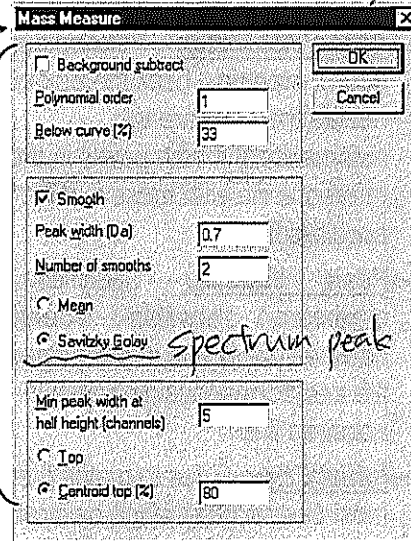 Mass Measure
Background subtract
OK
Polynomial order 1
Cancel
Below curve (%) 33
Smooth
Peak width (Da) 0.7
Number of smooths 2
Mean
Savitzky Golay spectrum peak
Min peak width at
half height (channels) 5
Top
Centroid top (%) 80